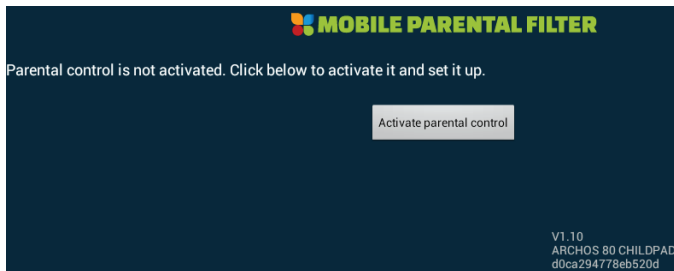 MOBILE PARENTAL FILTER
Parental control is not activated. Click below to activate it and set it up.
Activate parental control
V1.10
ARCHOS 80 CHILDPAD
d0ca294778eb520d